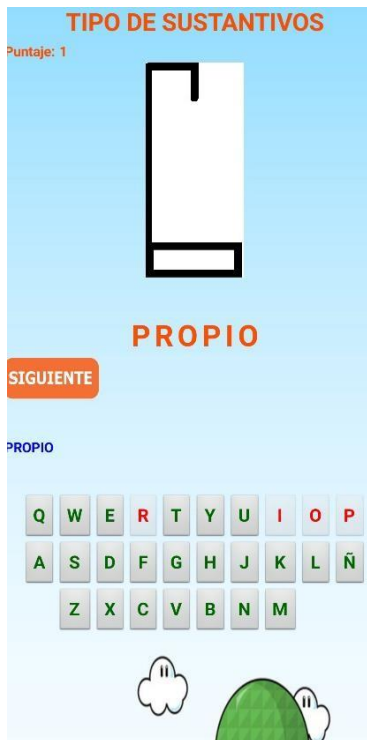 TIPO DE SUSTANTIVOS
Puntaje: 1
PROPIO
SIGUIENTE
PROPIO
Q W E R T Y U I O P
A S D F G H J K L Ñ
Z X C V B N M